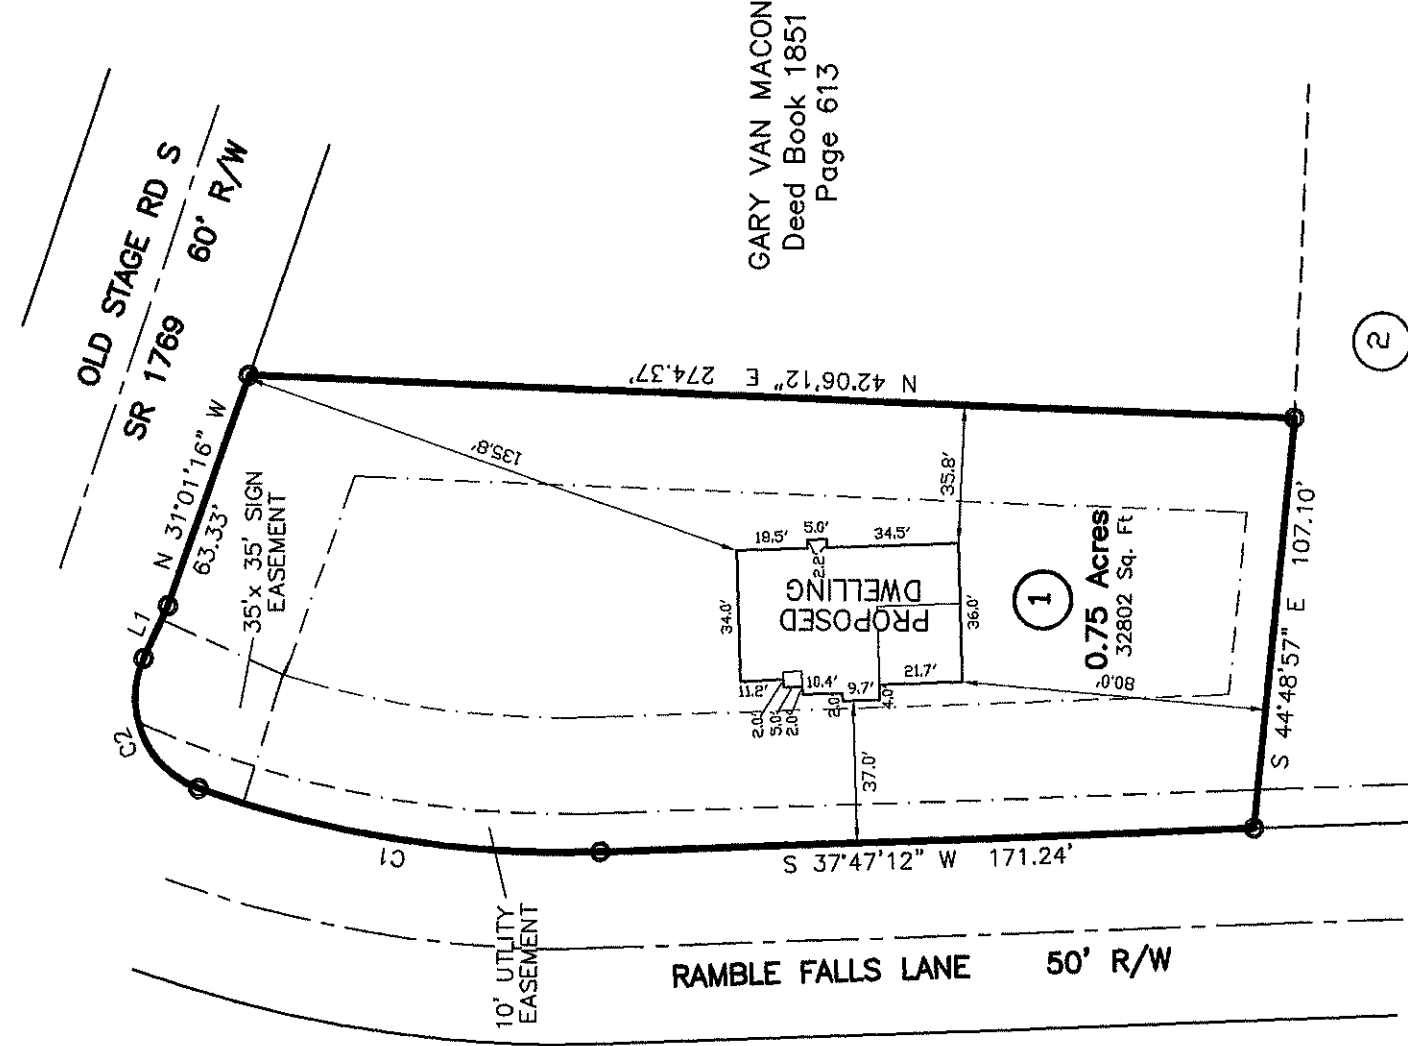 OLD STAGE RD S
SR 1769 60' R/W
GARY VAN MACON
Deed Book 1851
Page 613
N 31°01'16" W
63.33'
L1
C2
C1
35'x 35' SIGN
EASEMENT
N 42°06'12" E 274.37'
135.8'
35.8'
18.5'
5.0'
34.5'
2.2'
34.0'
PROPOSED
DWELLING
36.0'
11.2'
10.4'
9.7'
21.7'
2.0'
5.0'
2.0'
2.0'
4.0'
37.0'
80.0'
1
0.75 Acres
32802 Sq. Ft
S 44°48'57" E 107.10'
2
S 37°47'12" W 171.24'
10' UTILITY
EASEMENT
RAMBLE FALLS LANE 50' R/W